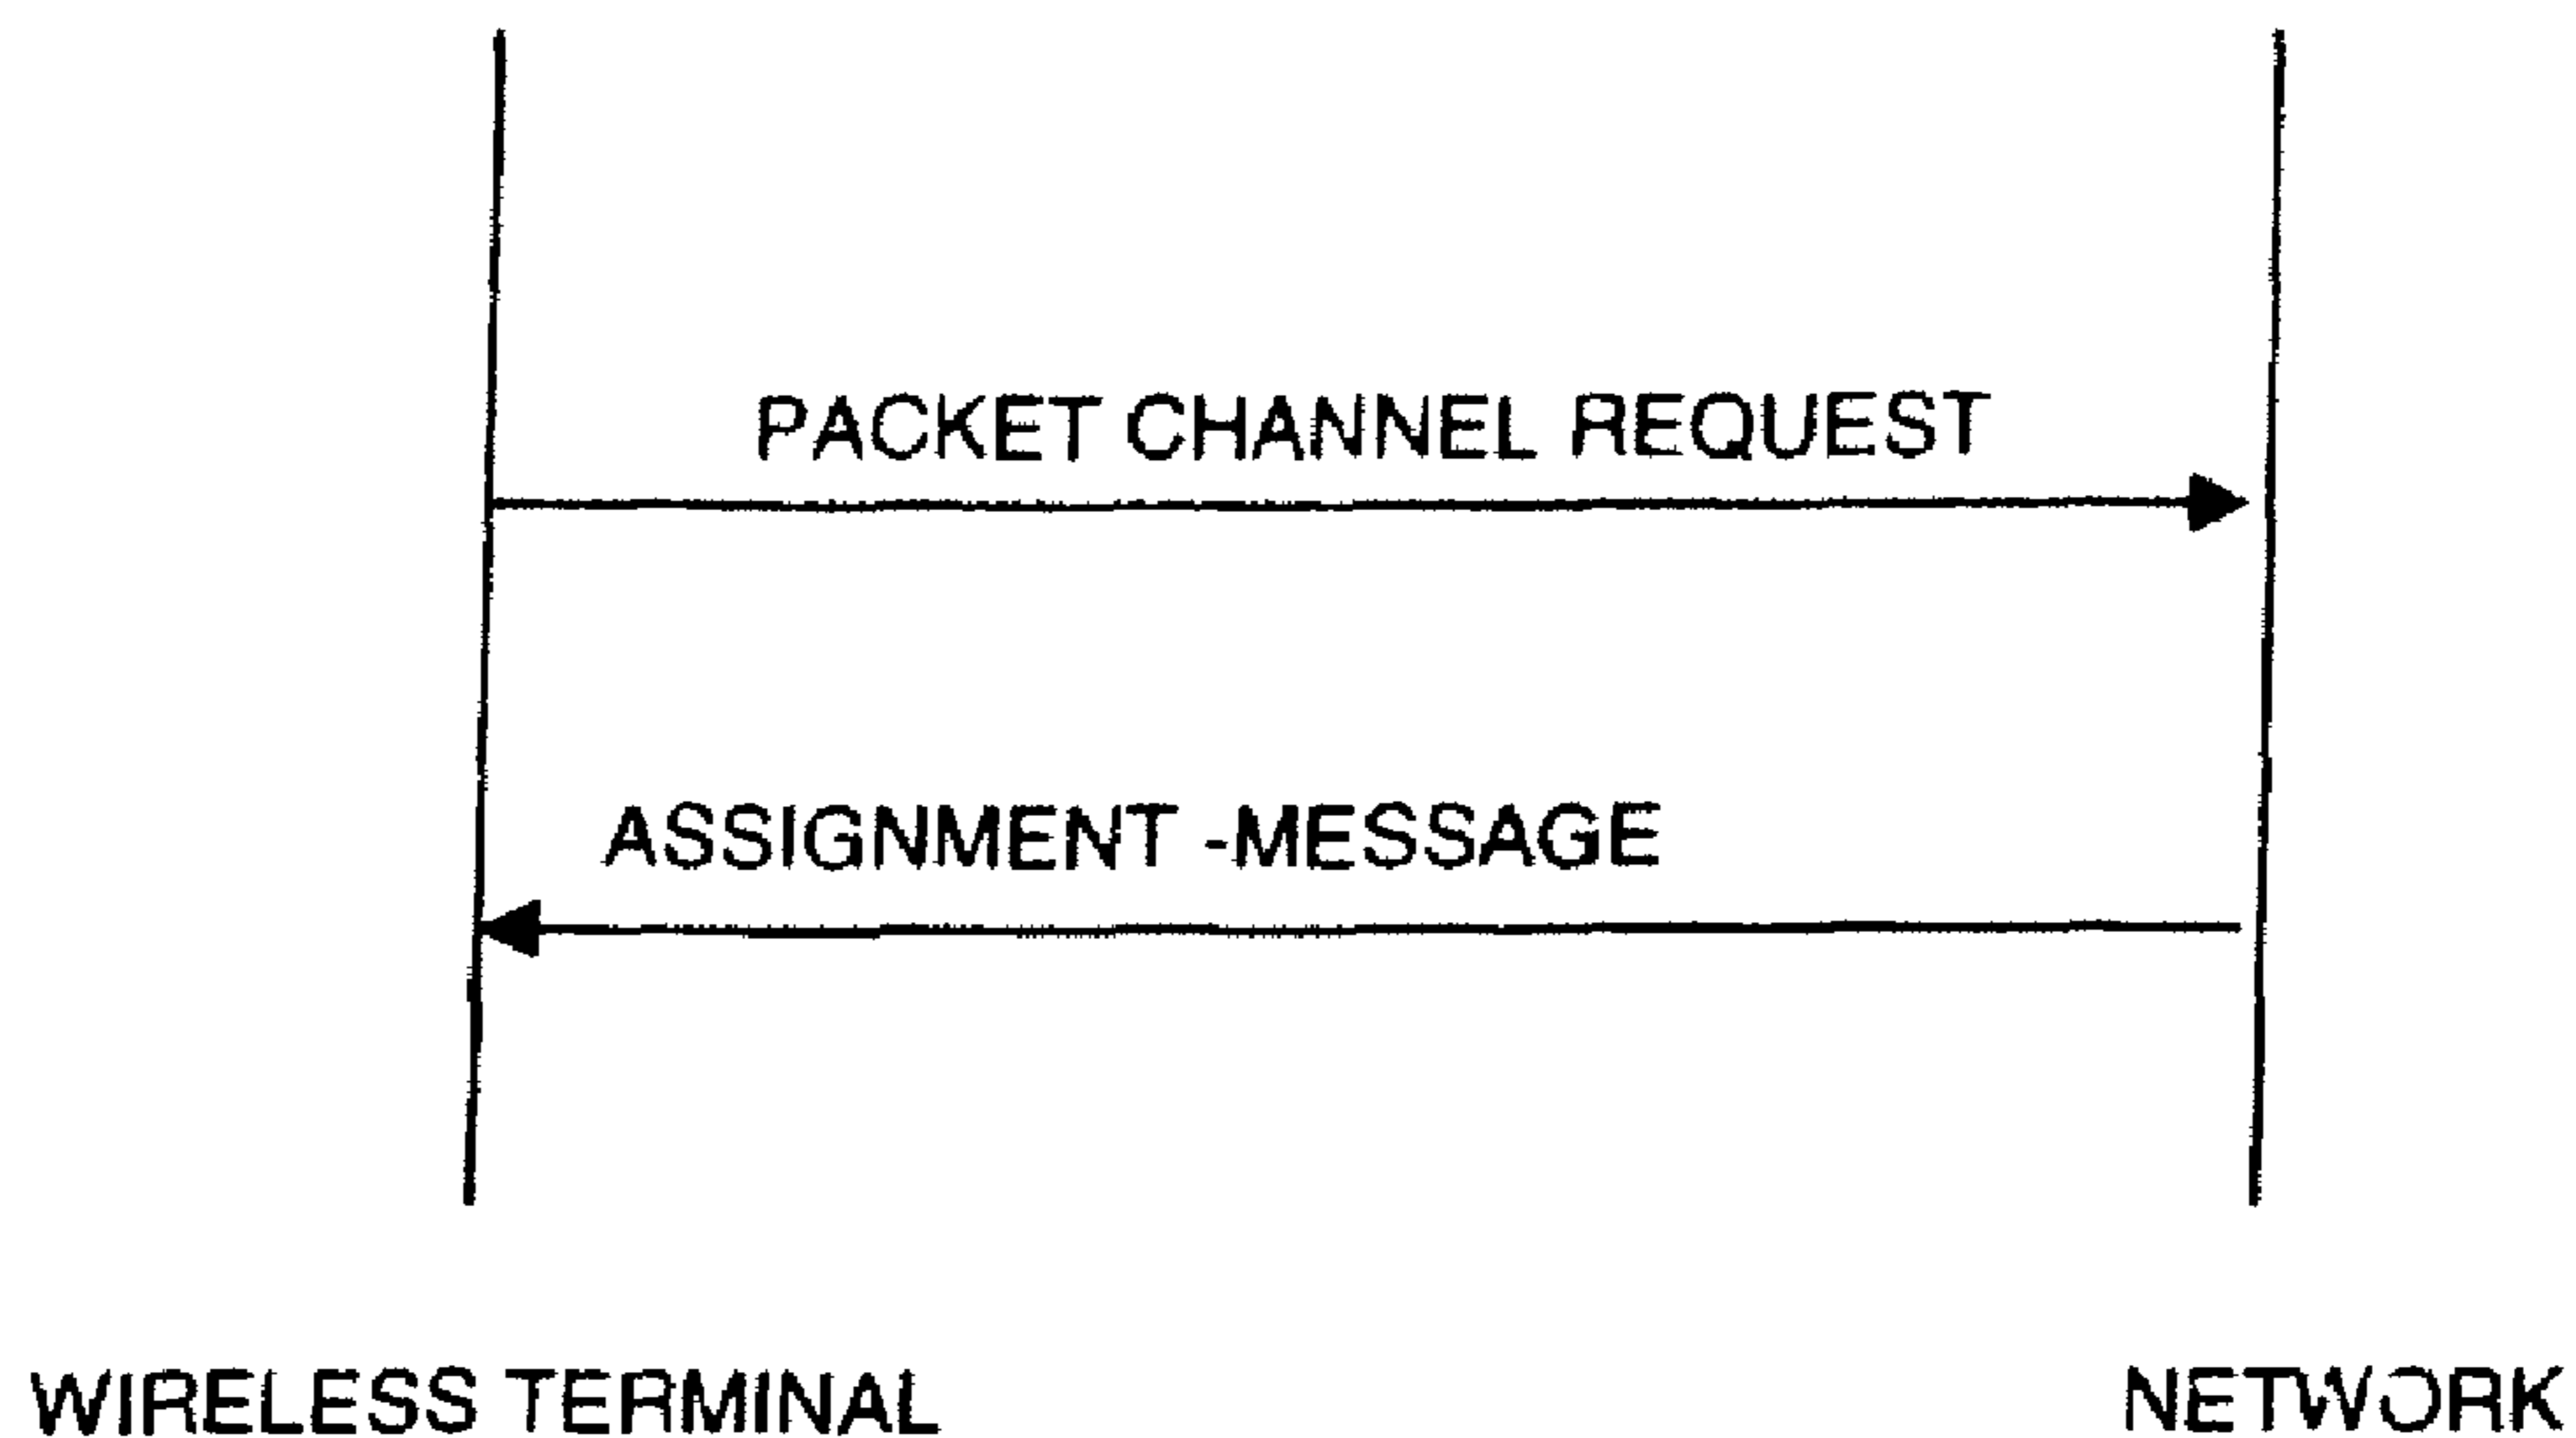 PACKET CHANNEL REQUEST
ASSIGNMENT -MESSAGE
WIRELESS TERMINAL
NETWORK